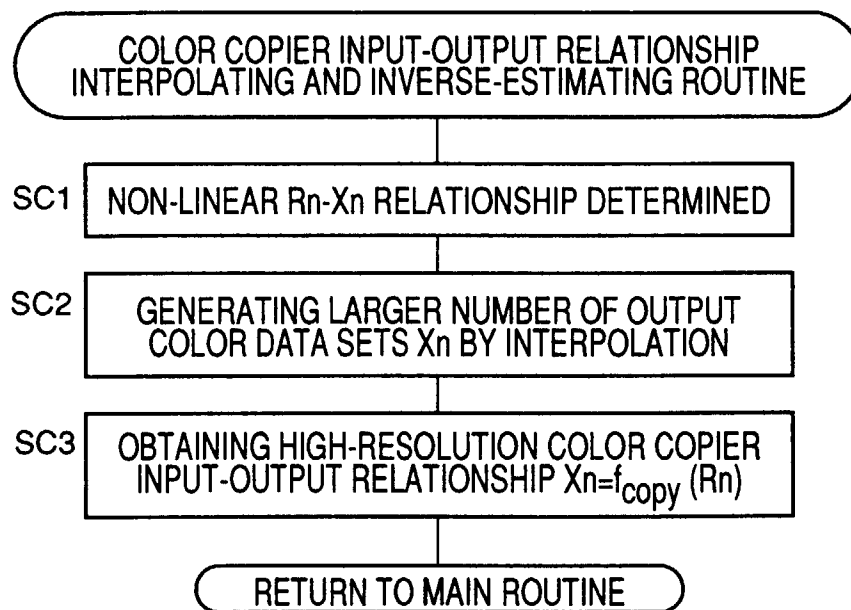 COLOR COPIER INPUT-OUTPUT RELATIONSHIP
INTERPOLATING AND INVERSE-ESTIMATING ROUTINE
SC1
NON-LINEAR Rn-Xn RELATIONSHIP DETERMINED
SC2
GENERATING LARGER NUMBER OF OUTPUT
COLOR DATA SETS Xn BY INTERPOLATION
SC3
OBTAINING HIGH-RESOLUTION COLOR COPIER
INPUT-OUTPUT RELATIONSHIP Xn=fcopy (Rn)
RETURN TO MAIN ROUTINE